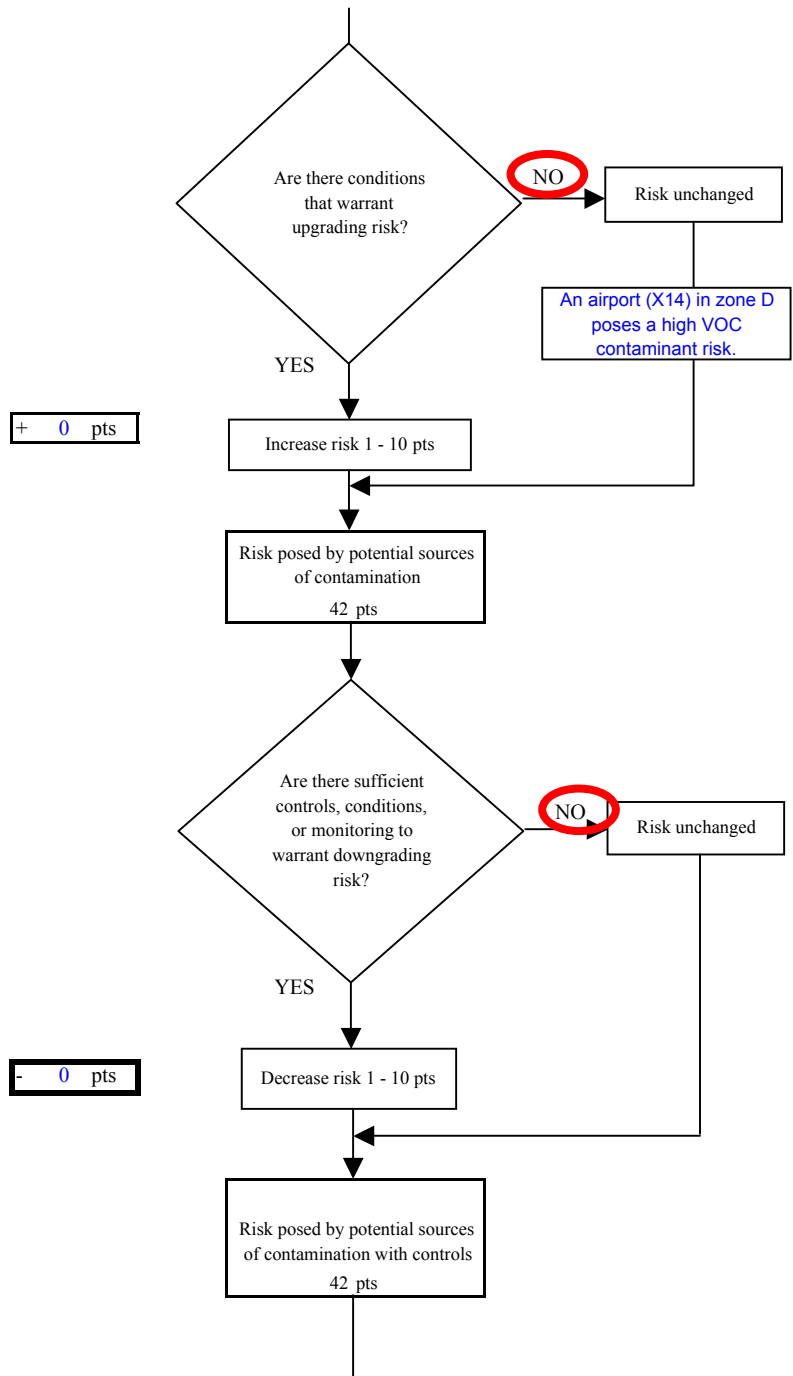 Are there conditions
that warrant
upgrading risk?
NO
Risk unchanged
An airport (X14) in zone D
poses a high VOC
contaminant risk.
YES
+ 0 pts
Increase risk 1 - 10 pts
Risk posed by potential sources
of contamination
42 pts
Are there sufficient
controls, conditions,
or monitoring to
warrant downgrading
risk?
NO
Risk unchanged
YES
- 0 pts
Decrease risk 1 - 10 pts
Risk posed by potential sources
of contamination with controls
42 pts